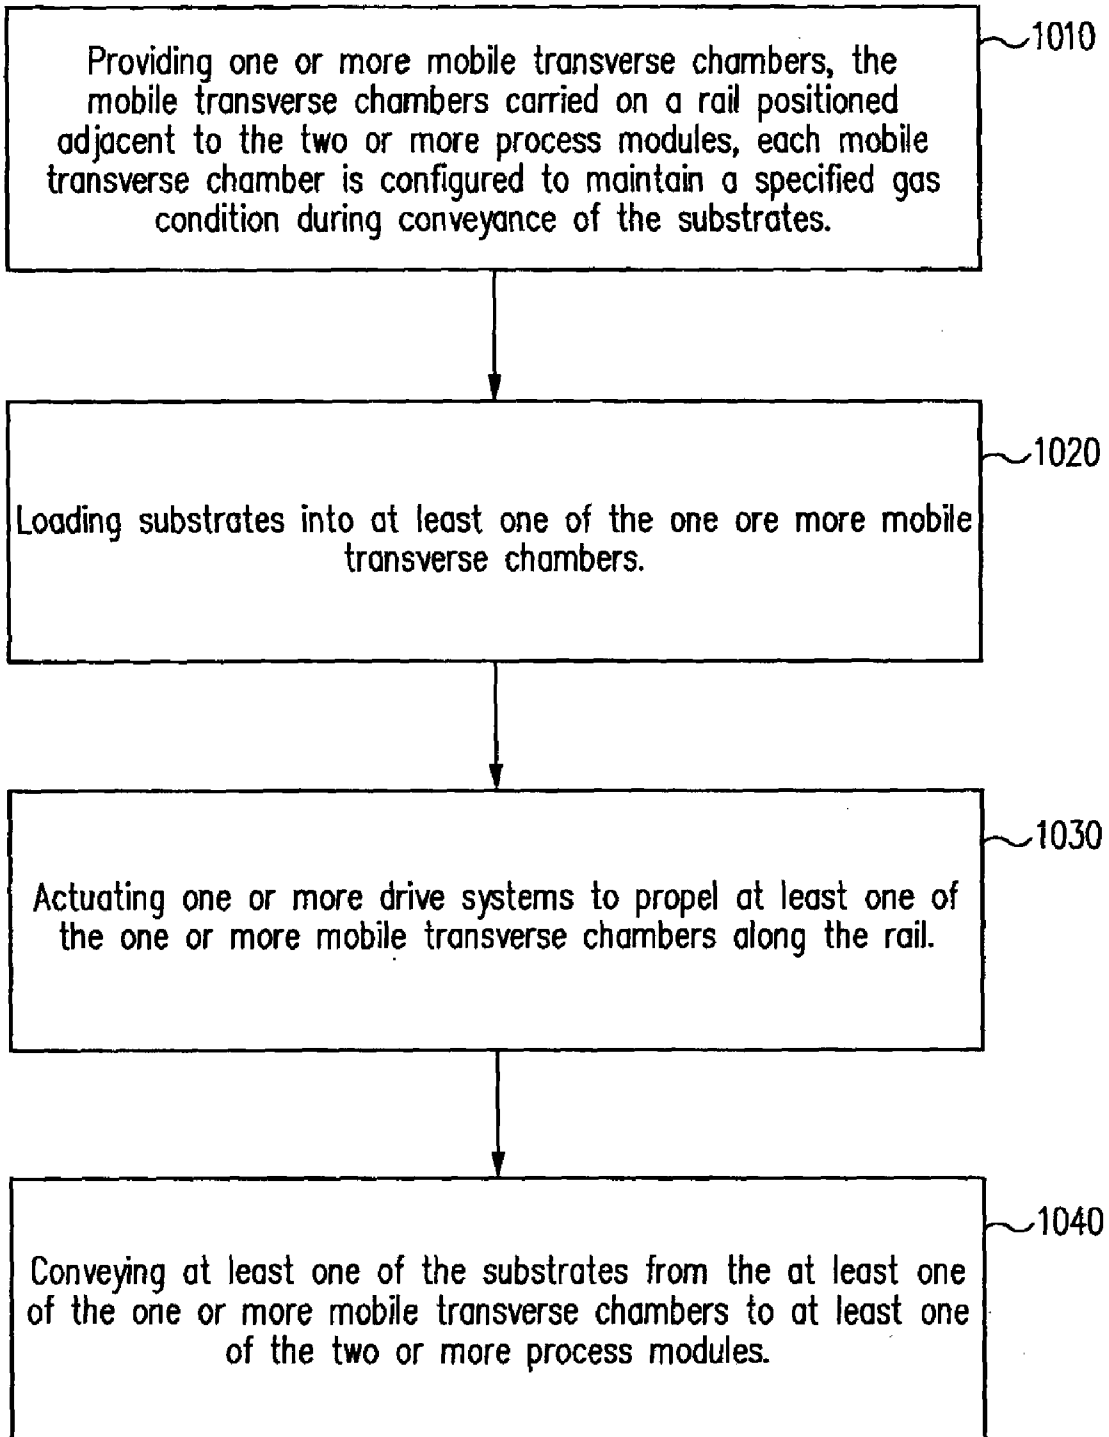 Providing one or more mobile transverse chambers, the
mobile transverse chambers carried on a rail positioned
adjacent to the two or more process modules, each mobile
transverse chamber is configured to maintain a specified gas
condition during conveyance of the substrates.
1010
Loading substrates into at least one of the one ore more mobile
transverse chambers.
1020
Actuating one or more drive systems to propel at least one of
the one or more mobile transverse chambers along the rail.
1030
Conveying at least one of the substrates from the at least one
of the one or more mobile transverse chambers to at least one
of the two or more process modules.
1040